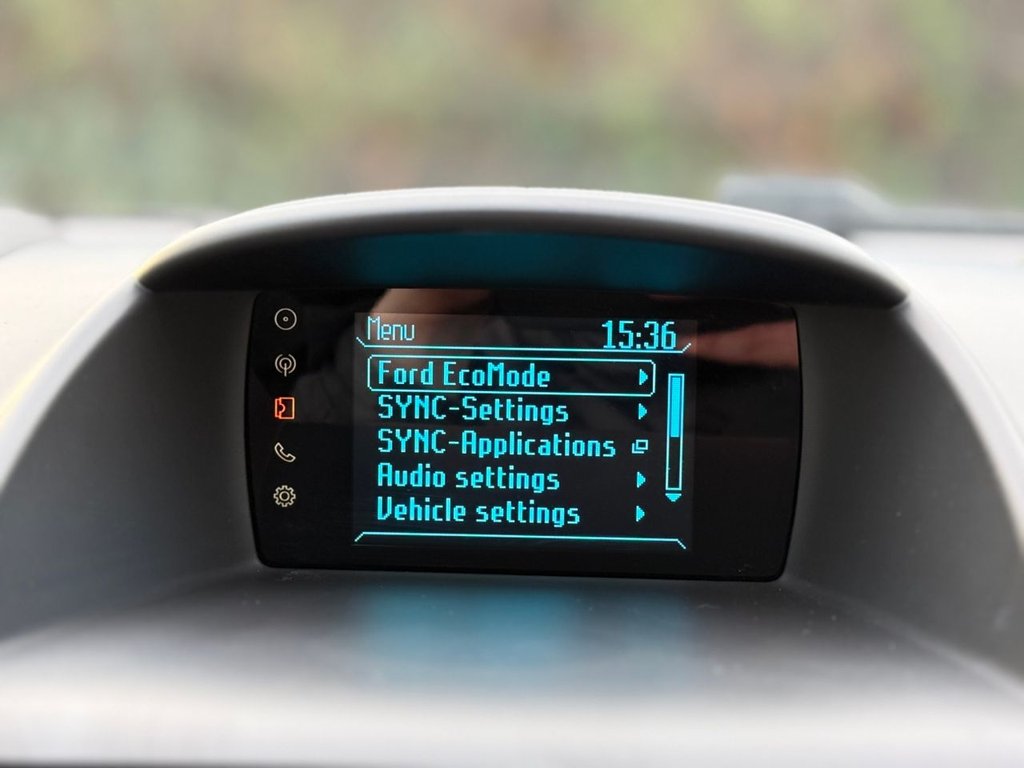 Menu
15:36
Ford EcoMode
SYNC-Settings
SYNC-Applications
Audio settings
Vehicle settings